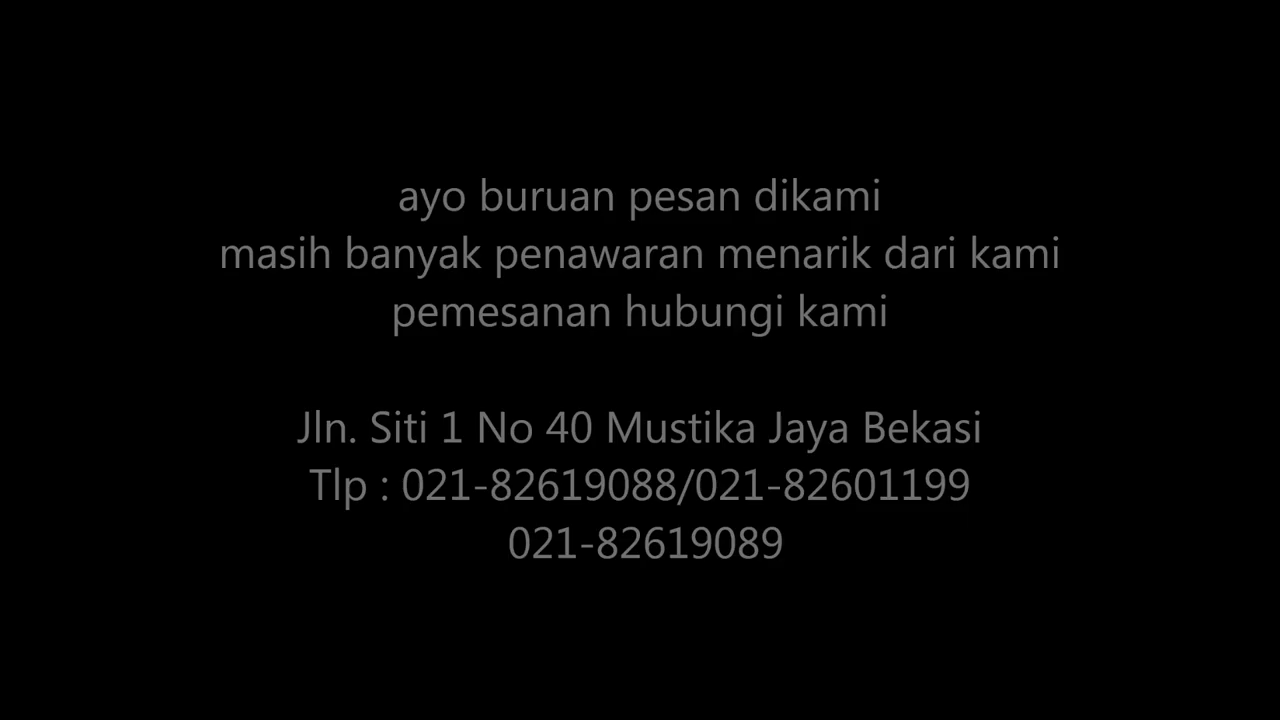 ayo buruan pesan dikami
masih banyak penawaran menarik dari kami
pemesanan hubungi kami
Jln. Siti 1 No 40 Mustika Jaya Bekasi
Tlp : 021-82619088/021-82601199
021-82619089